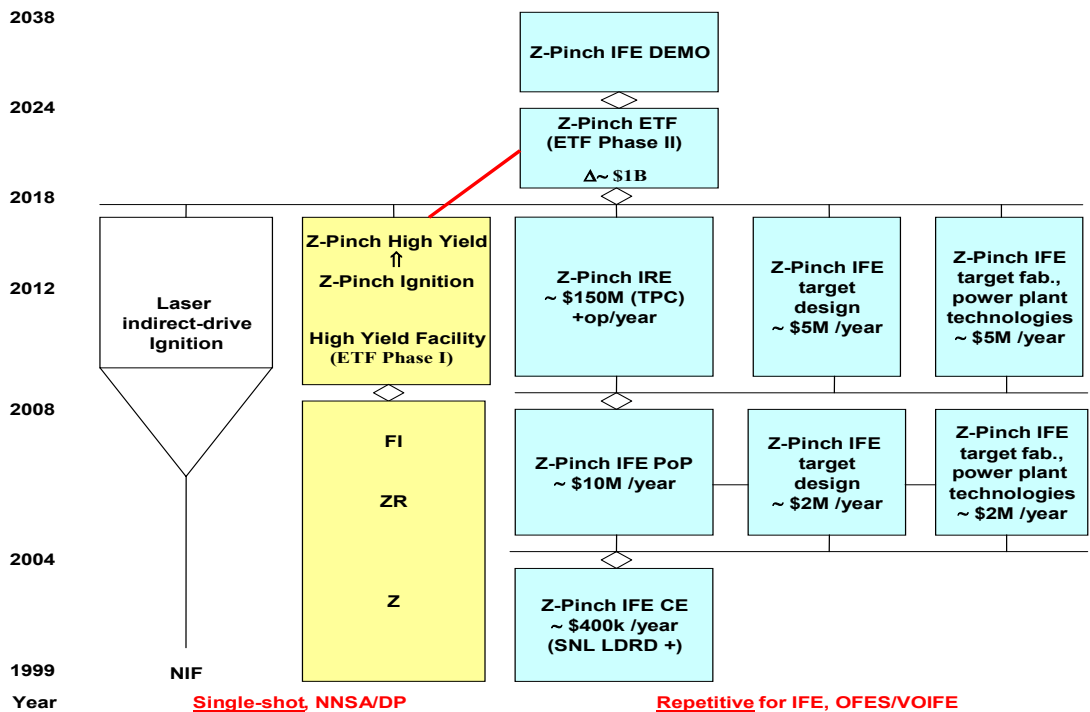 2038
Z-Pinch IFE DEMO
2024
Z-Pinch ETF
(ETF Phase II)
Δ~ $1B
2018
Laser
indirect-drive
Ignition
Z-Pinch High Yield
⇑
Z-Pinch Ignition
High Yield Facility
(ETF Phase I)
Z-Pinch IRE
~ $150M (TPC)
+op/year
Z-Pinch IFE
target
design
~ $5M /year
Z-Pinch IFE
target fab.,
power plant
technologies
~ $5M /year
2012
2008
FI
ZR
Z
Z-Pinch IFE PoP
~ $10M /year
Z-Pinch IFE
target
design
~ $2M /year
Z-Pinch IFE
target fab.,
power plant
technologies
~ $2M /year
2004
Z-Pinch IFE CE
~ $400k /year
(SNL LDRD +)
1999
NIF
Year
Single-shot, NNSA/DP
Repetitive for IFE, OFES/VOIFE